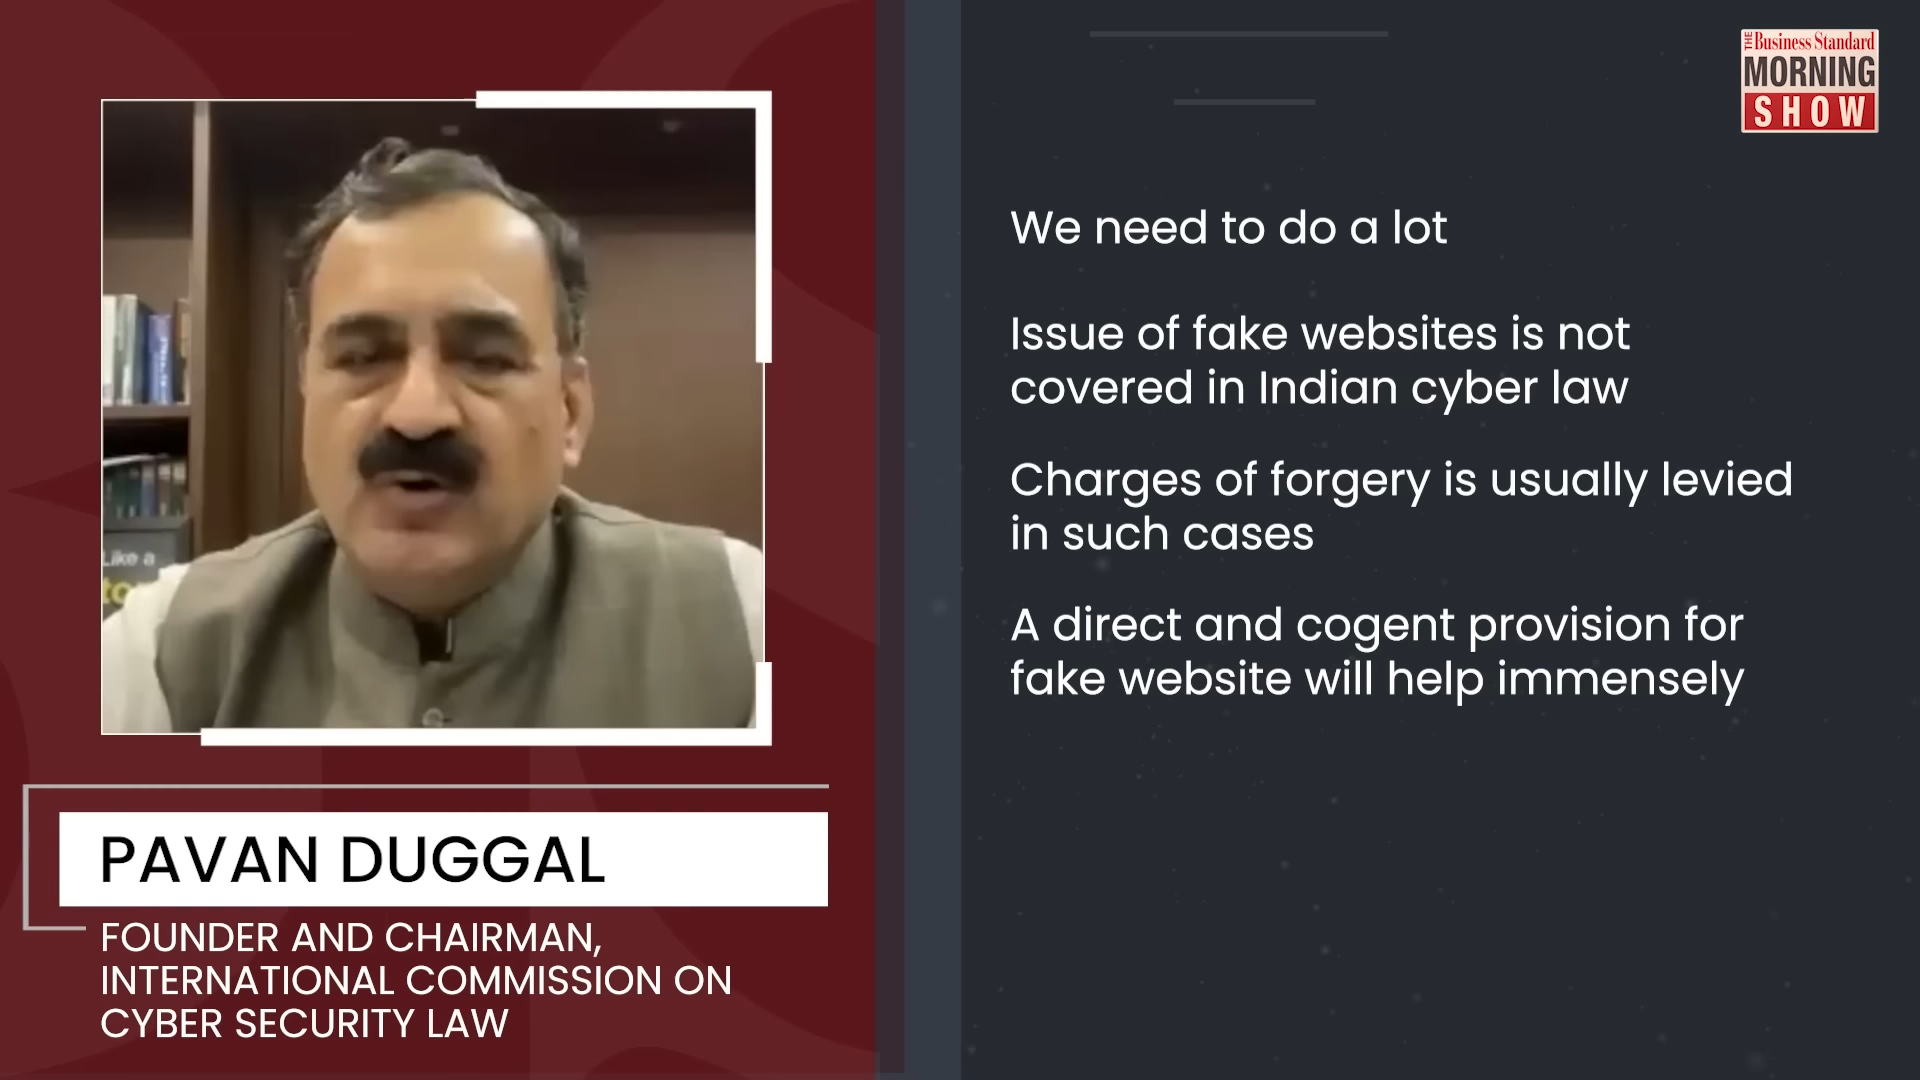 THE
Business Standard
MORNING
SHOW
We need to do a lot
Issue of fake websites is not
covered in Indian cyber law
Charges of forgery is usually levied
in such cases
A direct and cogent provision for
fake website will help immensely
Like a
PAVAN DUGGAL
FOUNDER AND CHAIRMAN,
INTERNATIONAL COMMISSION ON
CYBER SECURITY LAW